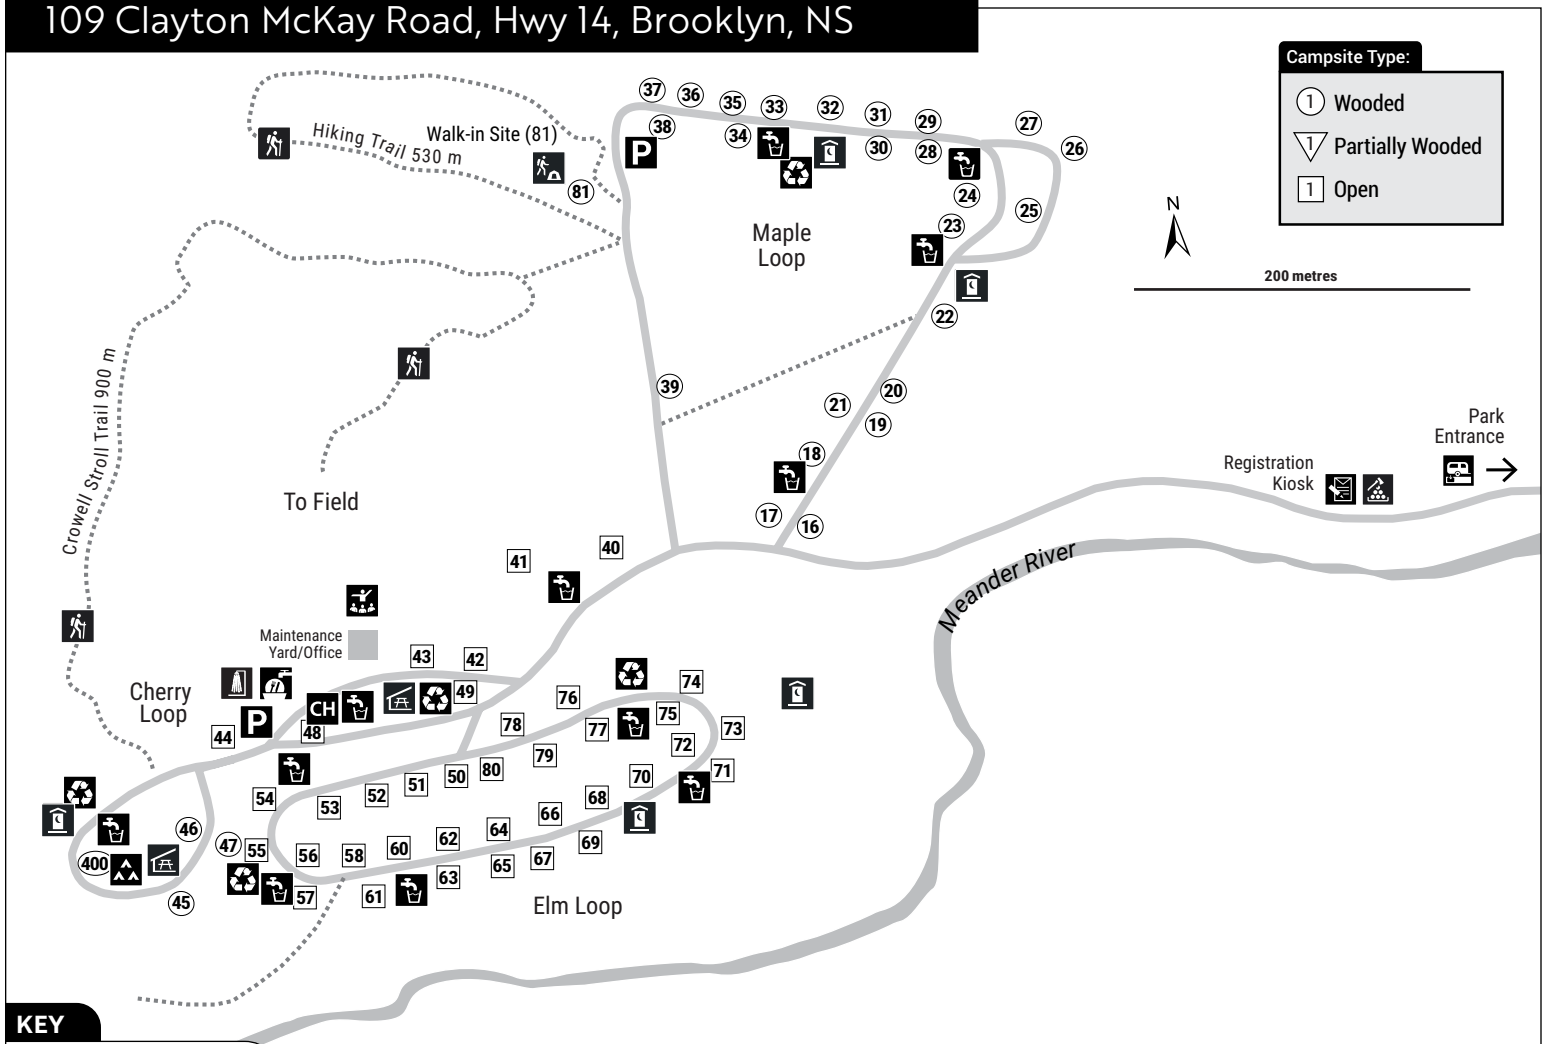 109 Clayton McKay Road, Hwy 14, Brooklyn, NS
Campsite Type:
1 Wooded
1 Partially Wooded
1 Open
N
200 metres
Hiking Trail 530 m
Walk-in Site (81)
81
37
36
35
33
32
31
29
27
26
38
34
30
28
24
25
23
P
Maple
Loop
22
39
20
21
19
18
17
16
Crowell Stroll Trail 900 m
To Field
Park
Entrance
Registration
Kiosk
Meander River
40
41
Maintenance
Yard/Office
43
42
49
Cherry
Loop
CH
P
44
48
76
74
75
73
78
77
72
79
71
80
70
50
51
52
53
54
68
66
64
62
60
58
56
55
47
46
400
45
57
61
63
65
67
69
Elm Loop
KEY